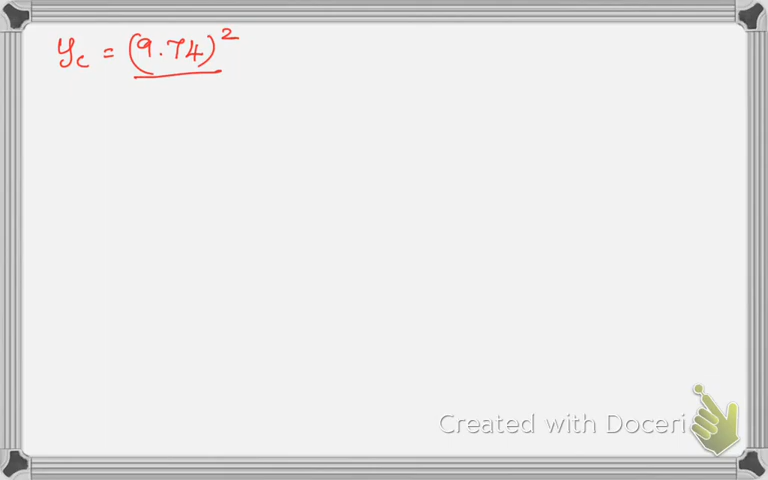 y_c = (9.74)²
Created with Doceri